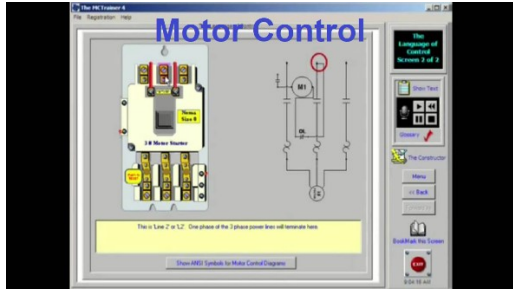 The MCTrainer 4
File Registration Help
Motor Control
The
Language of
Control
Screen 2 of 2
Show Text
Glossary
The Constructor
Menu
<< Back
BookMark this Screen
EXIT
Nema
Size 0
3 Ø Motor Starter
M1
OL
This is 'Line 2' or 'L2'. One phase of the 3 phase power lines will terminate here.
Show ANSI Symbols for Motor Control Diagrams